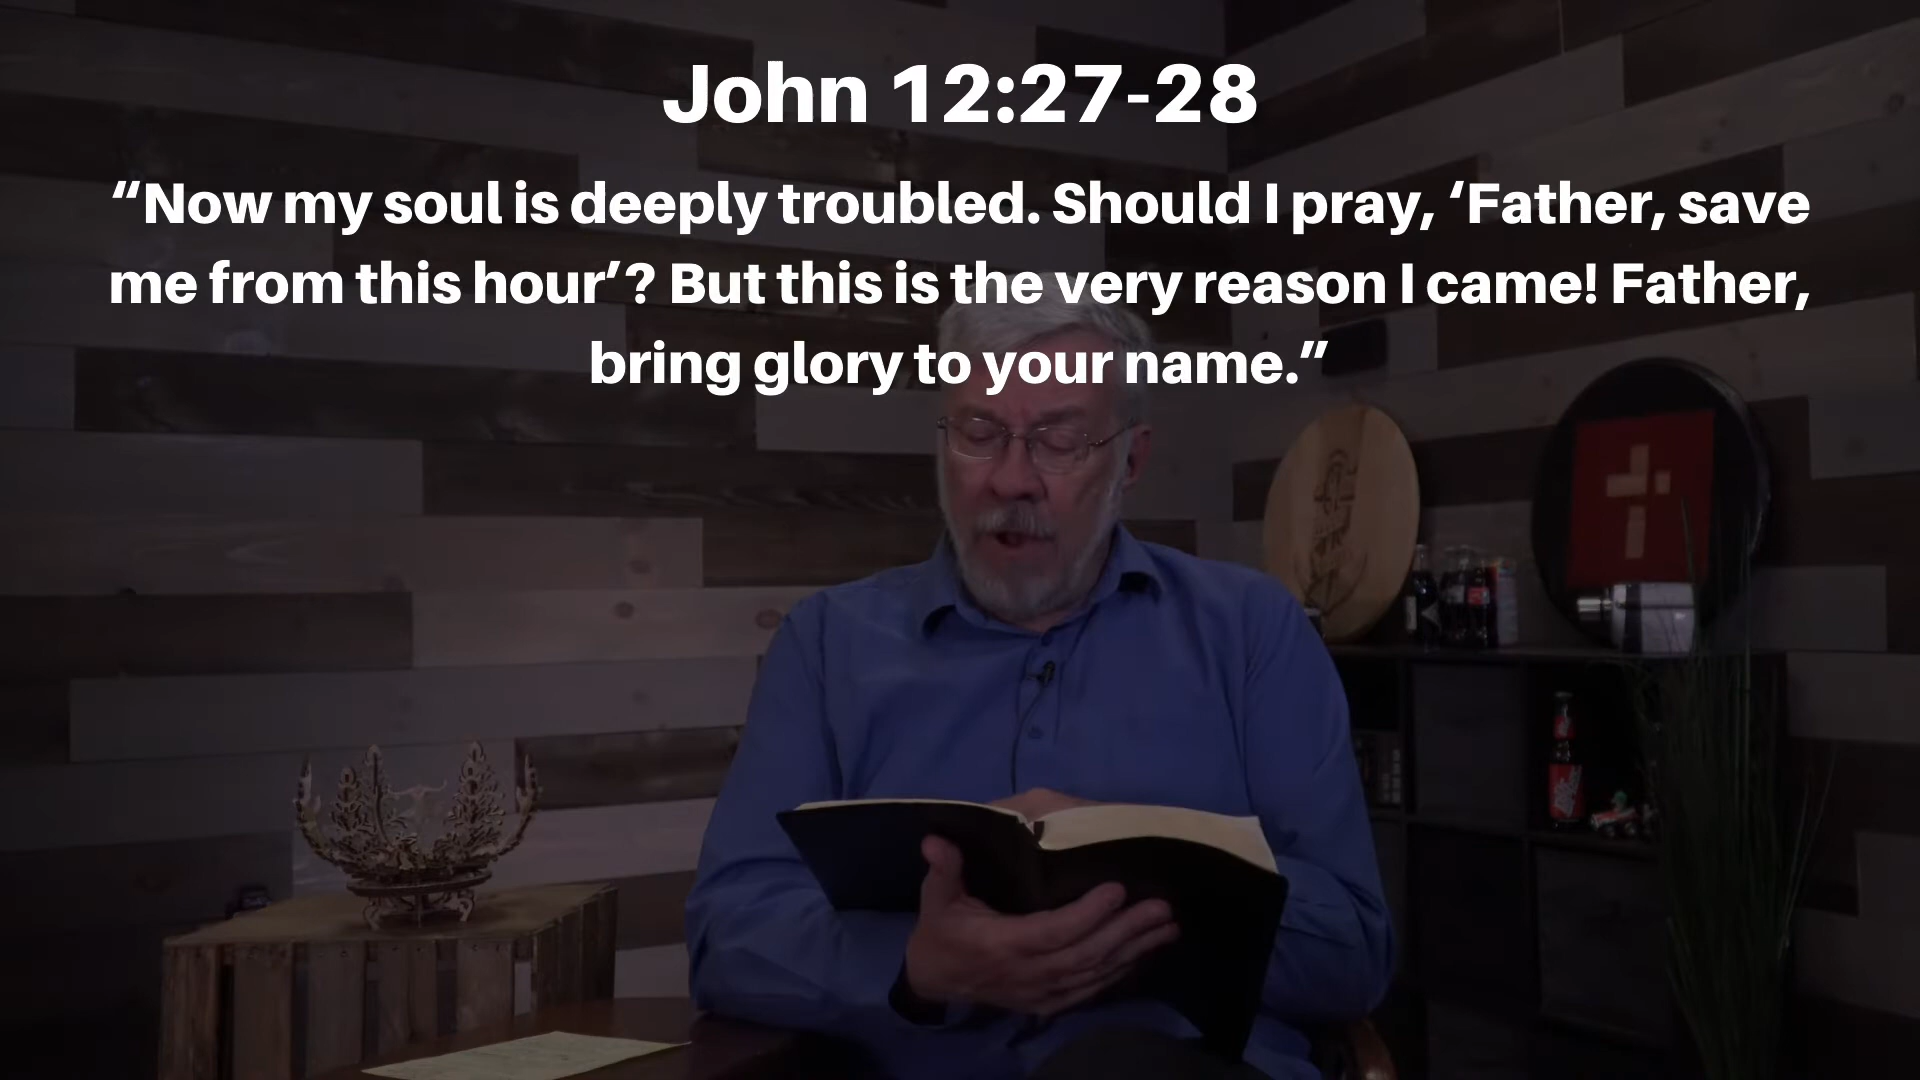 John 12:27-28
“Now my soul is deeply troubled. Should I pray, ‘Father, save
me from this hour’? But this is the very reason I came! Father,
bring glory to your name.”